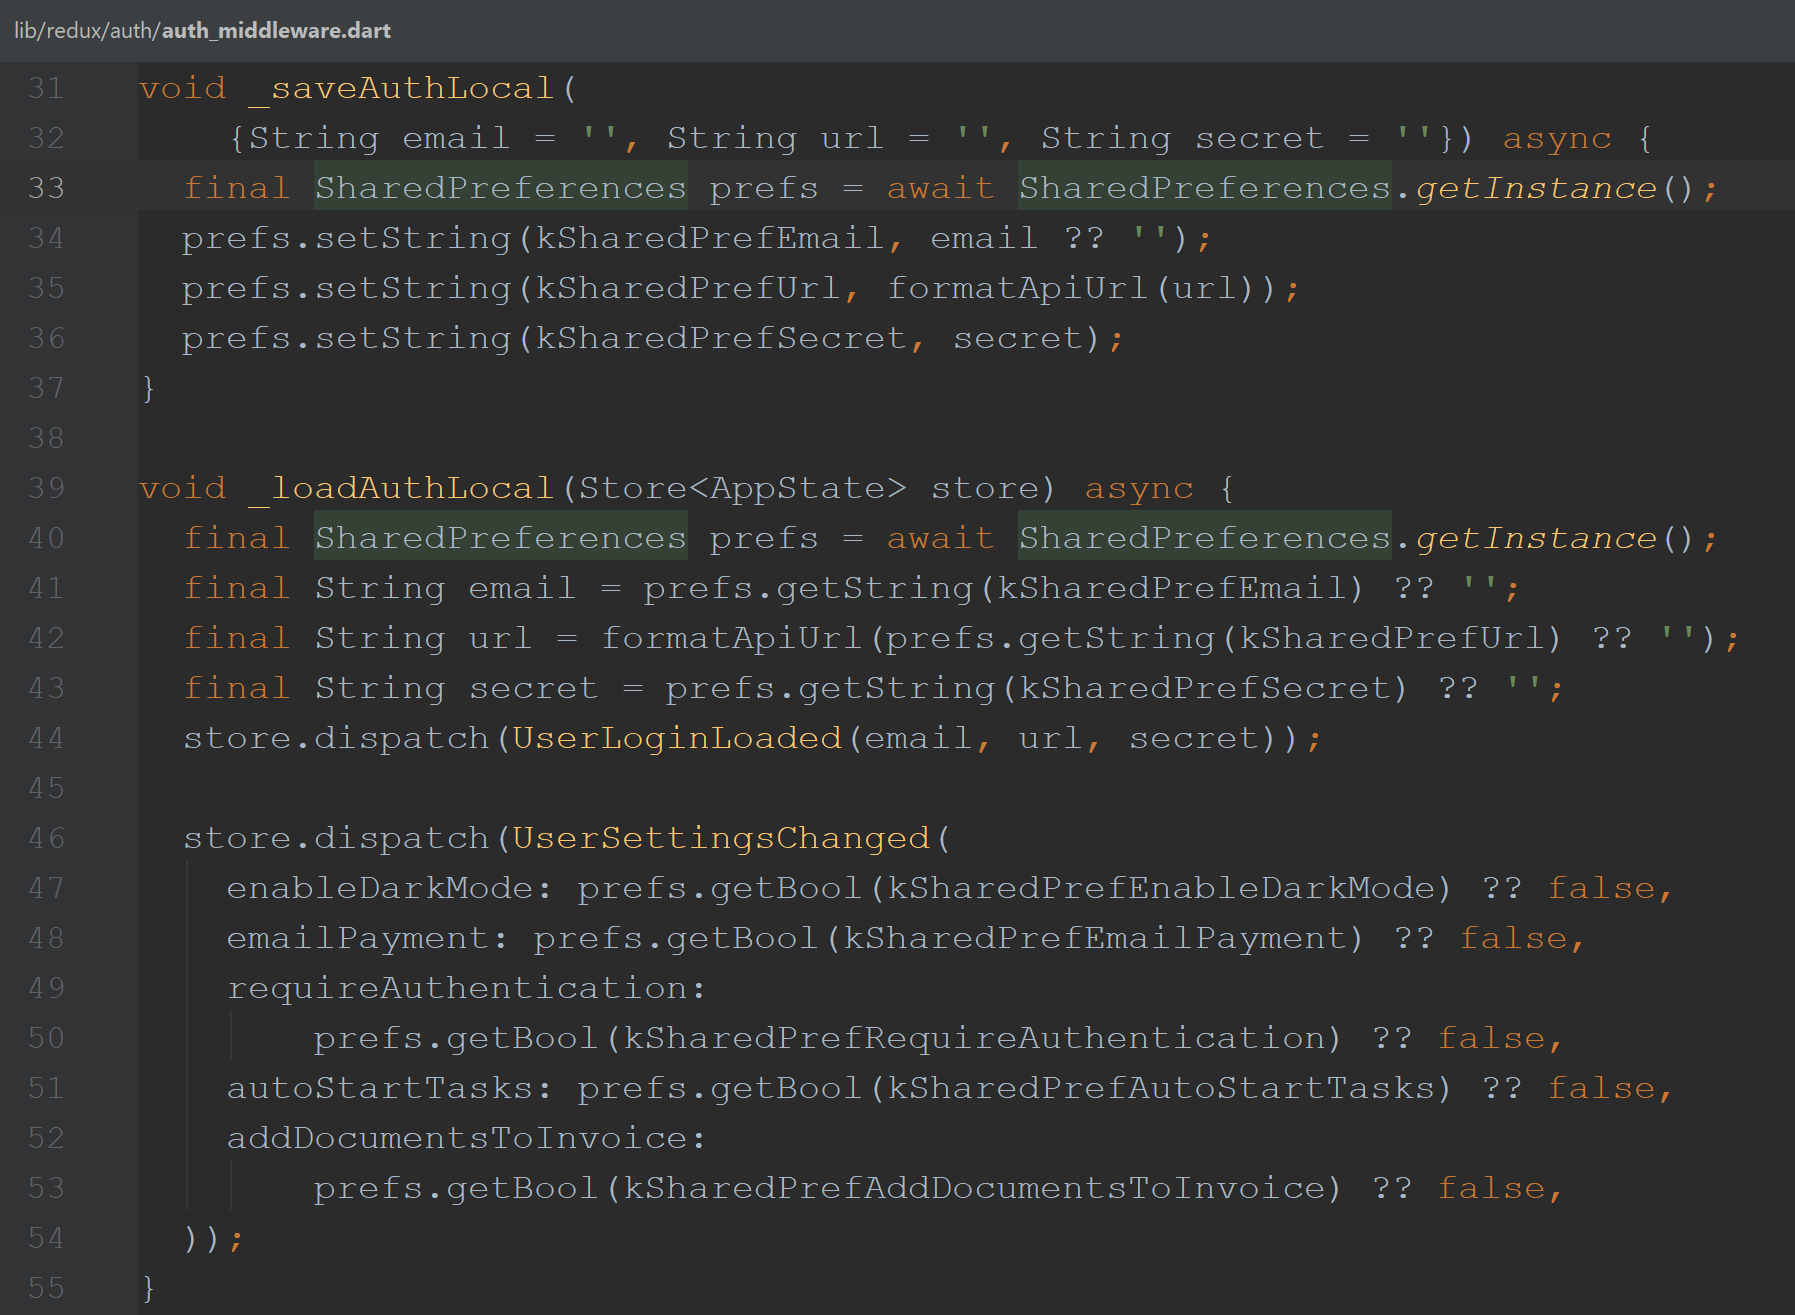 lib/redux/auth/auth_middleware.dart
31 void _saveAuthLocal(
32     {String email = '', String url = '', String secret = ''}) async {
33   final SharedPreferences prefs = await SharedPreferences.getInstance();
34   prefs.setString(kSharedPrefEmail, email ?? '');
35   prefs.setString(kSharedPrefUrl, formatApiUrl(url));
36   prefs.setString(kSharedPrefSecret, secret);
37 }
38
39 void _loadAuthLocal(Store<AppState> store) async {
40   final SharedPreferences prefs = await SharedPreferences.getInstance();
41   final String email = prefs.getString(kSharedPrefEmail) ?? '';
42   final String url = formatApiUrl(prefs.getString(kSharedPrefUrl) ?? '');
43   final String secret = prefs.getString(kSharedPrefSecret) ?? '';
44   store.dispatch(UserLoginLoaded(email, url, secret));
45
46   store.dispatch(UserSettingsChanged(
47     enableDarkMode: prefs.getBool(kSharedPrefEnableDarkMode) ?? false,
48     emailPayment: prefs.getBool(kSharedPrefEmailPayment) ?? false,
49     requireAuthentication:
50         prefs.getBool(kSharedPrefRequireAuthentication) ?? false,
51     autoStartTasks: prefs.getBool(kSharedPrefAutoStartTasks) ?? false,
52     addDocumentsToInvoice:
53         prefs.getBool(kSharedPrefAddDocumentsToInvoice) ?? false,
54   ));
55 }